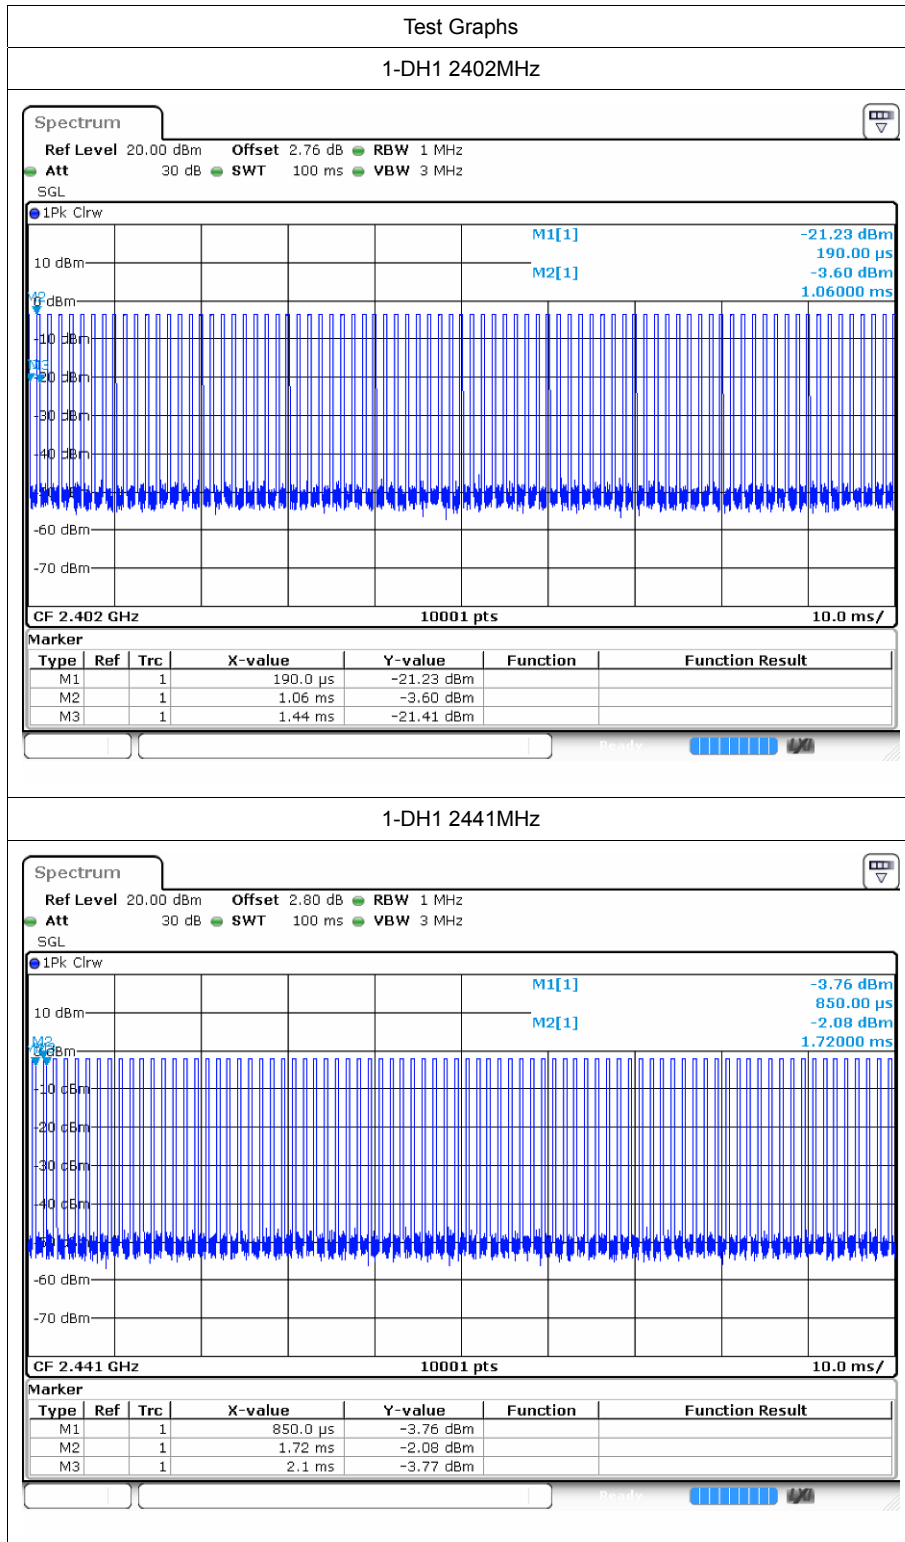 Test Graphs
1-DH1 2402MHz
Spectrum
Ref Level 20.00 dBm Offset 2.76 dB RBW 1 MHz
Att 30 dB SWT 100 ms VBW 3 MHz
SGL
1Pk Clrw
M1[1] -21.23 dBm
190.00 µs
10 dBm
M2[1] -3.60 dBm
1.06000 ms
M2
0 dBm
-10 dBm
M3
-20 dBm
-30 dBm
-40 dBm
-60 dBm
-70 dBm
CF 2.402 GHz 10001 pts 10.0 ms/
Marker
Type Ref Trc X-value Y-value Function Function Result
M1 1 190.0 µs -21.23 dBm
M2 1 1.06 ms -3.60 dBm
M3 1 1.44 ms -21.41 dBm
Ready LXI
1-DH1 2441MHz
Spectrum
Ref Level 20.00 dBm Offset 2.80 dB RBW 1 MHz
Att 30 dB SWT 100 ms VBW 3 MHz
SGL
1Pk Clrw
M1[1] -3.76 dBm
850.00 µs
10 dBm
M2[1] -2.08 dBm
1.72000 ms
M2
0 dBm
-10 dBm
-20 dBm
-30 dBm
-40 dBm
-60 dBm
-70 dBm
CF 2.441 GHz 10001 pts 10.0 ms/
Marker
Type Ref Trc X-value Y-value Function Function Result
M1 1 850.0 µs -3.76 dBm
M2 1 1.72 ms -2.08 dBm
M3 1 2.1 ms -3.77 dBm
Ready LXI